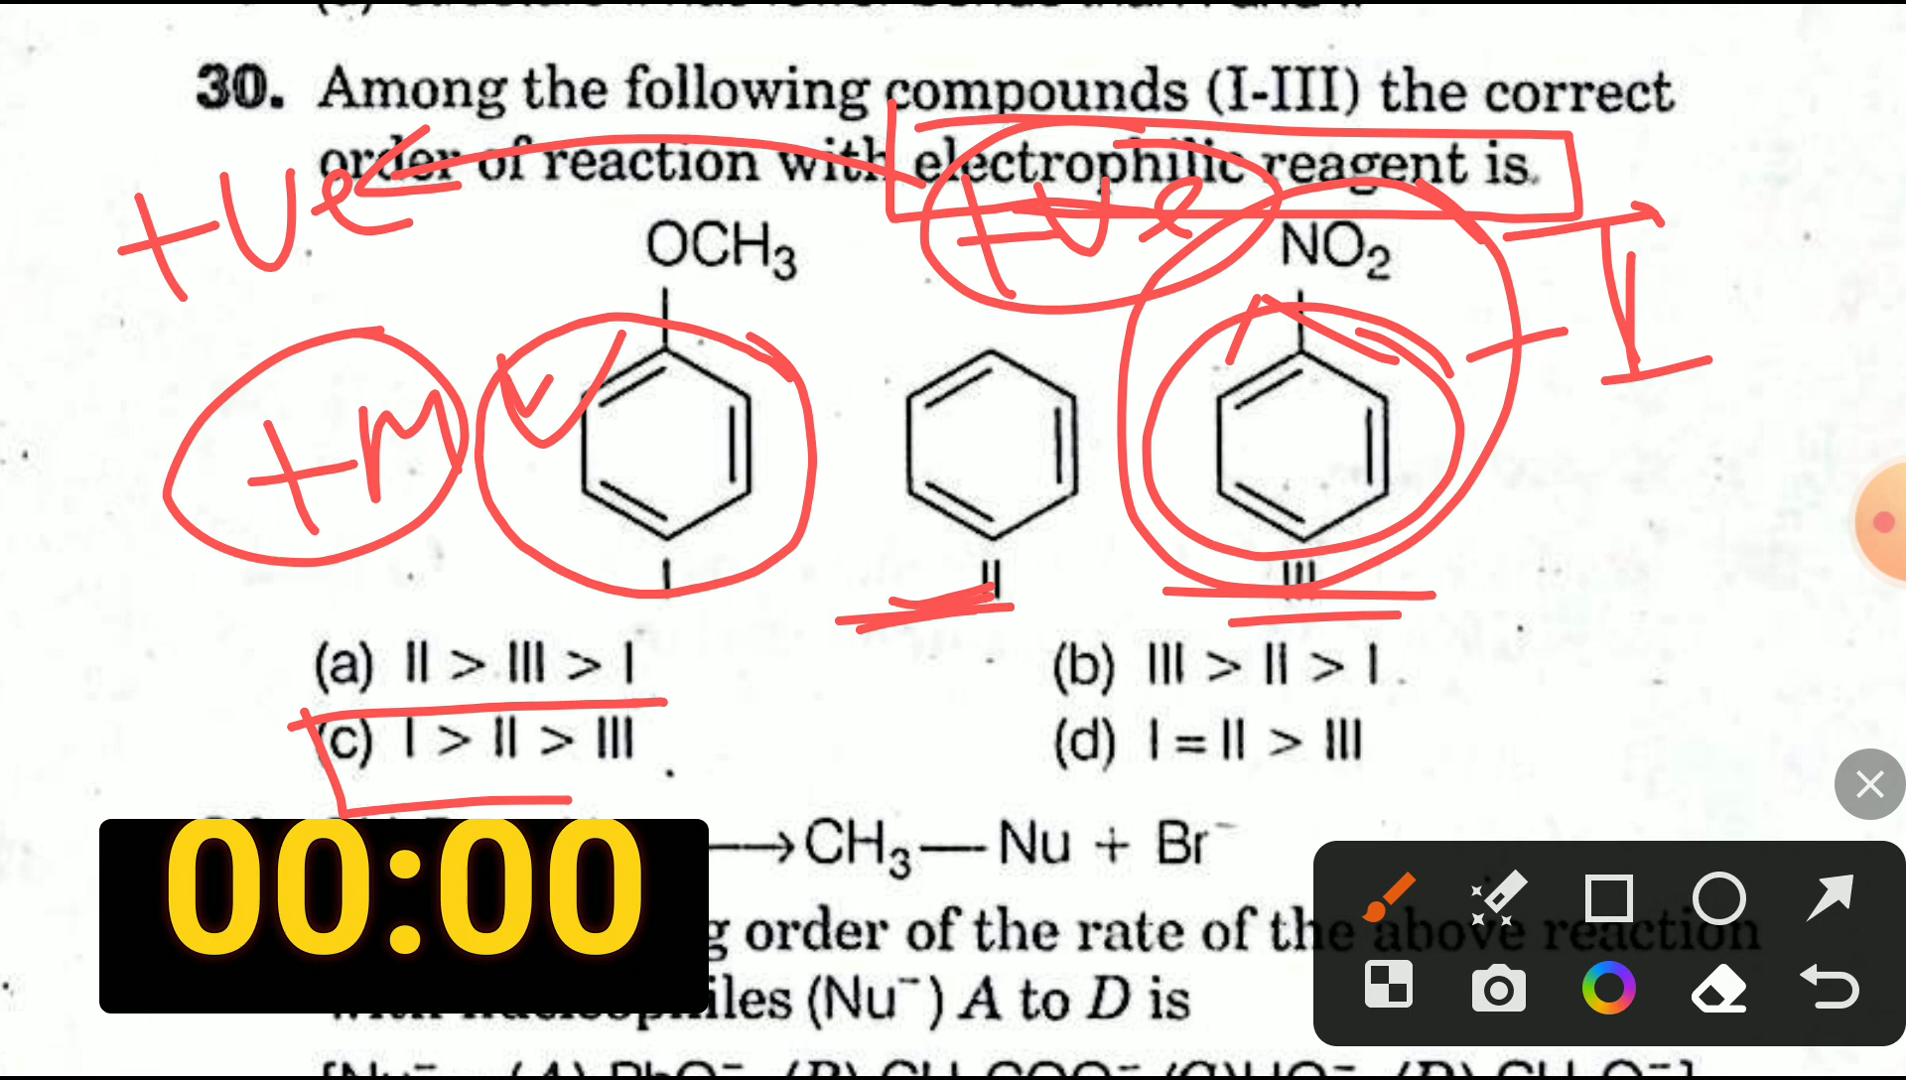 30. Among the following compounds (I-III) the correct
order of reaction with electrophilic reagent is.
+ve
+ve
OCH3
NO2
-I
+M
I
II
III
(a) II > III > I
(b) III > II > I
(c) I > II > III
(d) I = II > III
→ CH3—Nu + Br⁻
00:00
g order of the rate of the above reaction
iles (Nu⁻) A to D is